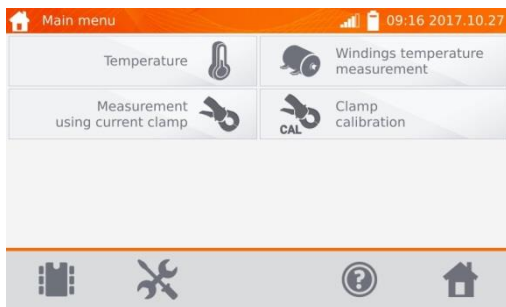 Main menu
09:16 2017.10.27
Temperature
Windings temperature
measurement
Measurement
using current clamp
CAL
Clamp
calibration
?